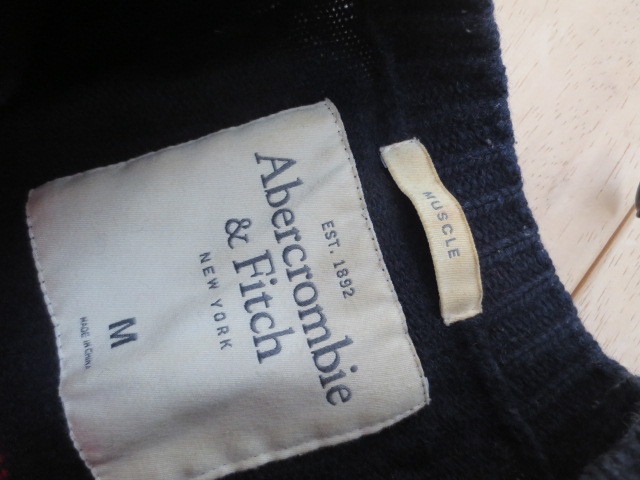 MUSCLE
EST. 1892
Abercrombie
& Fitch
NEW YORK
M
MADE IN CHINA